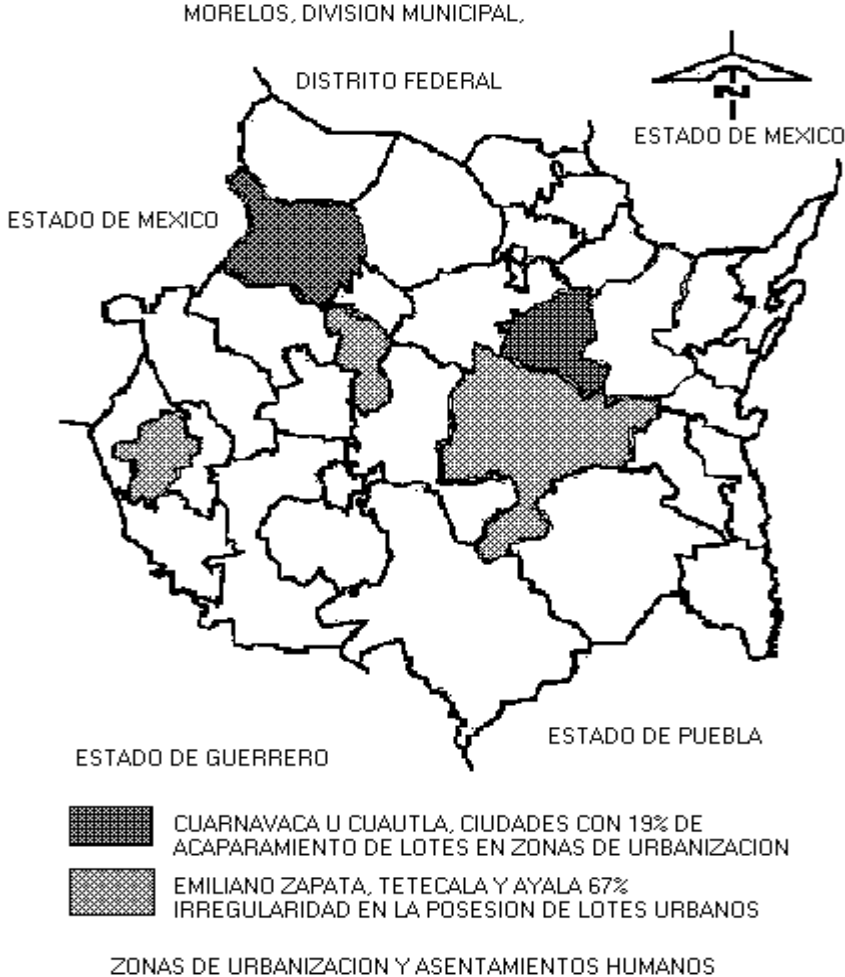 MORELOS, DIVISION MUNICIPAL,
DISTRITO FEDERAL
N
ESTADO DE MEXICO
ESTADO DE MEXICO
ESTADO DE PUEBLA
ESTADO DE GUERRERO
CUARNAVACA U CUAUTLA, CIUDADES CON 19% DE
ACAPARAMIENTO DE LOTES EN ZONAS DE URBANIZACION
EMILIANO ZAPATA, TETECALA Y AYALA 67%
IRREGULARIDAD EN LA POSESION DE LOTES URBANOS
ZONAS DE URBANIZACION Y ASENTAMIENTOS HUMANOS